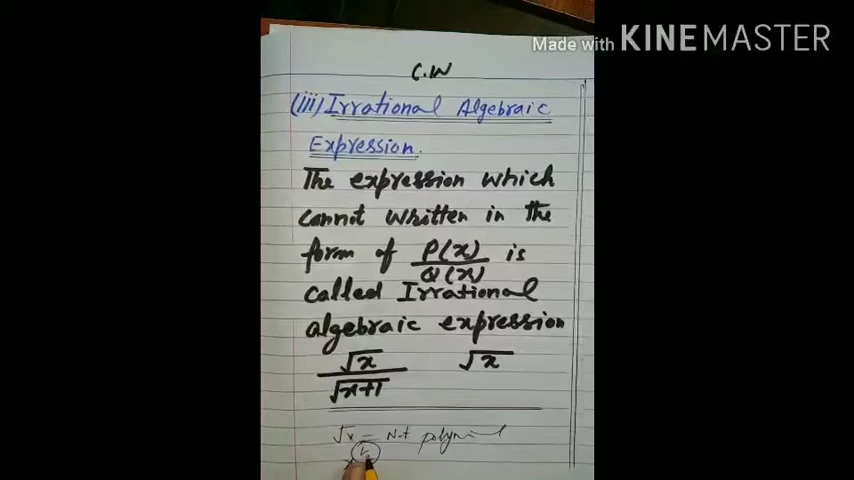 Made with KINEMASTER
C.W
(iii) Irrational Algebraic
Expression.
The expression which
cannot written in the
form of P(x)/Q(x) is
called Irrational
algebraic expression
√x/√x+1 √x
√x = Not polynomial